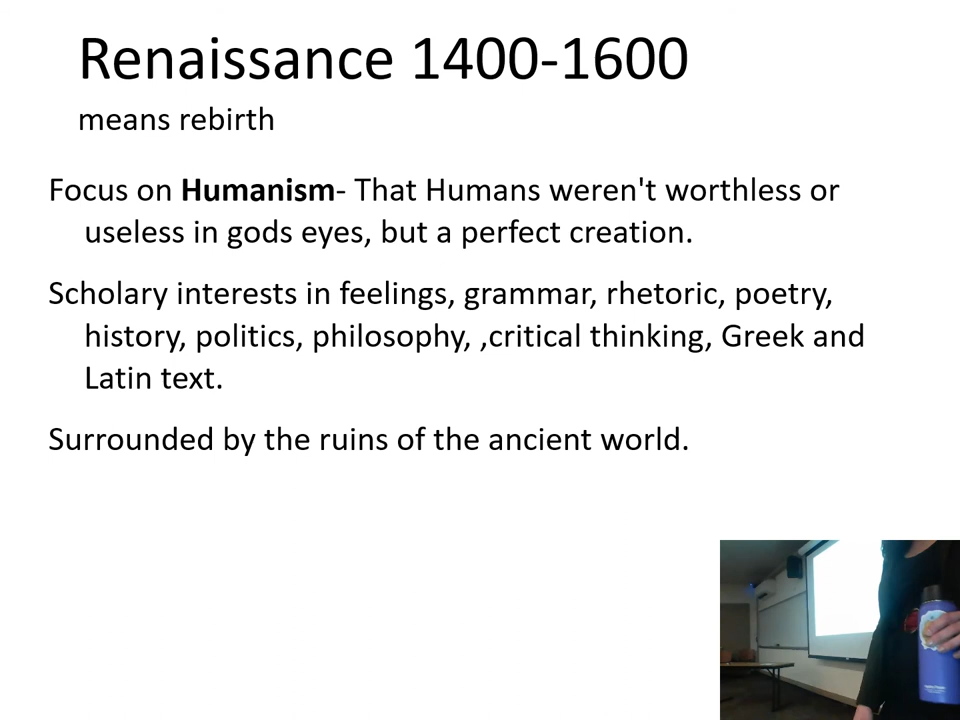 Renaissance 1400-1600
means rebirth
Focus on Humanism- That Humans weren't worthless or
useless in gods eyes, but a perfect creation.
Scholary interests in feelings, grammar, rhetoric, poetry,
history, politics, philosophy, ,critical thinking, Greek and
Latin text.
Surrounded by the ruins of the ancient world.